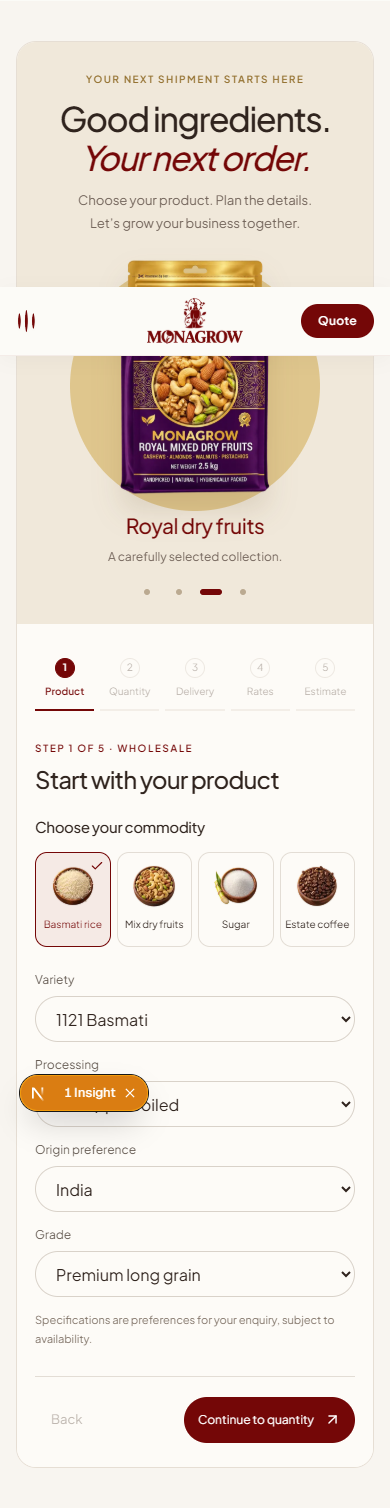 YOUR NEXT SHIPMENT STARTS HERE
Good ingredients.
Your next order.
Choose your product. Plan the details.
Let's grow your business together.
MONAGROW
Quote
MONAGROW
ROYAL MIXED DRY FRUITS
CASHEWS · ALMONDS · WALNUTS · PISTACHIOS
NET WEIGHT 2.5 kg
HANDPICKED | NATURAL | HYGIENICALLY PACKED
Royal dry fruits
A carefully selected collection.
1 2 3 4 5
Product Quantity Delivery Rates Estimate
STEP 1 OF 5 · WHOLESALE
Start with your product
Choose your commodity
Basmati rice Mix dry fruits Sugar Estate coffee
Variety
1121 Basmati
Processing
N 1 Insight
oiled
Origin preference
India
Grade
Premium long grain
Specifications are preferences for your enquiry, subject to
availability.
Back
Continue to quantity